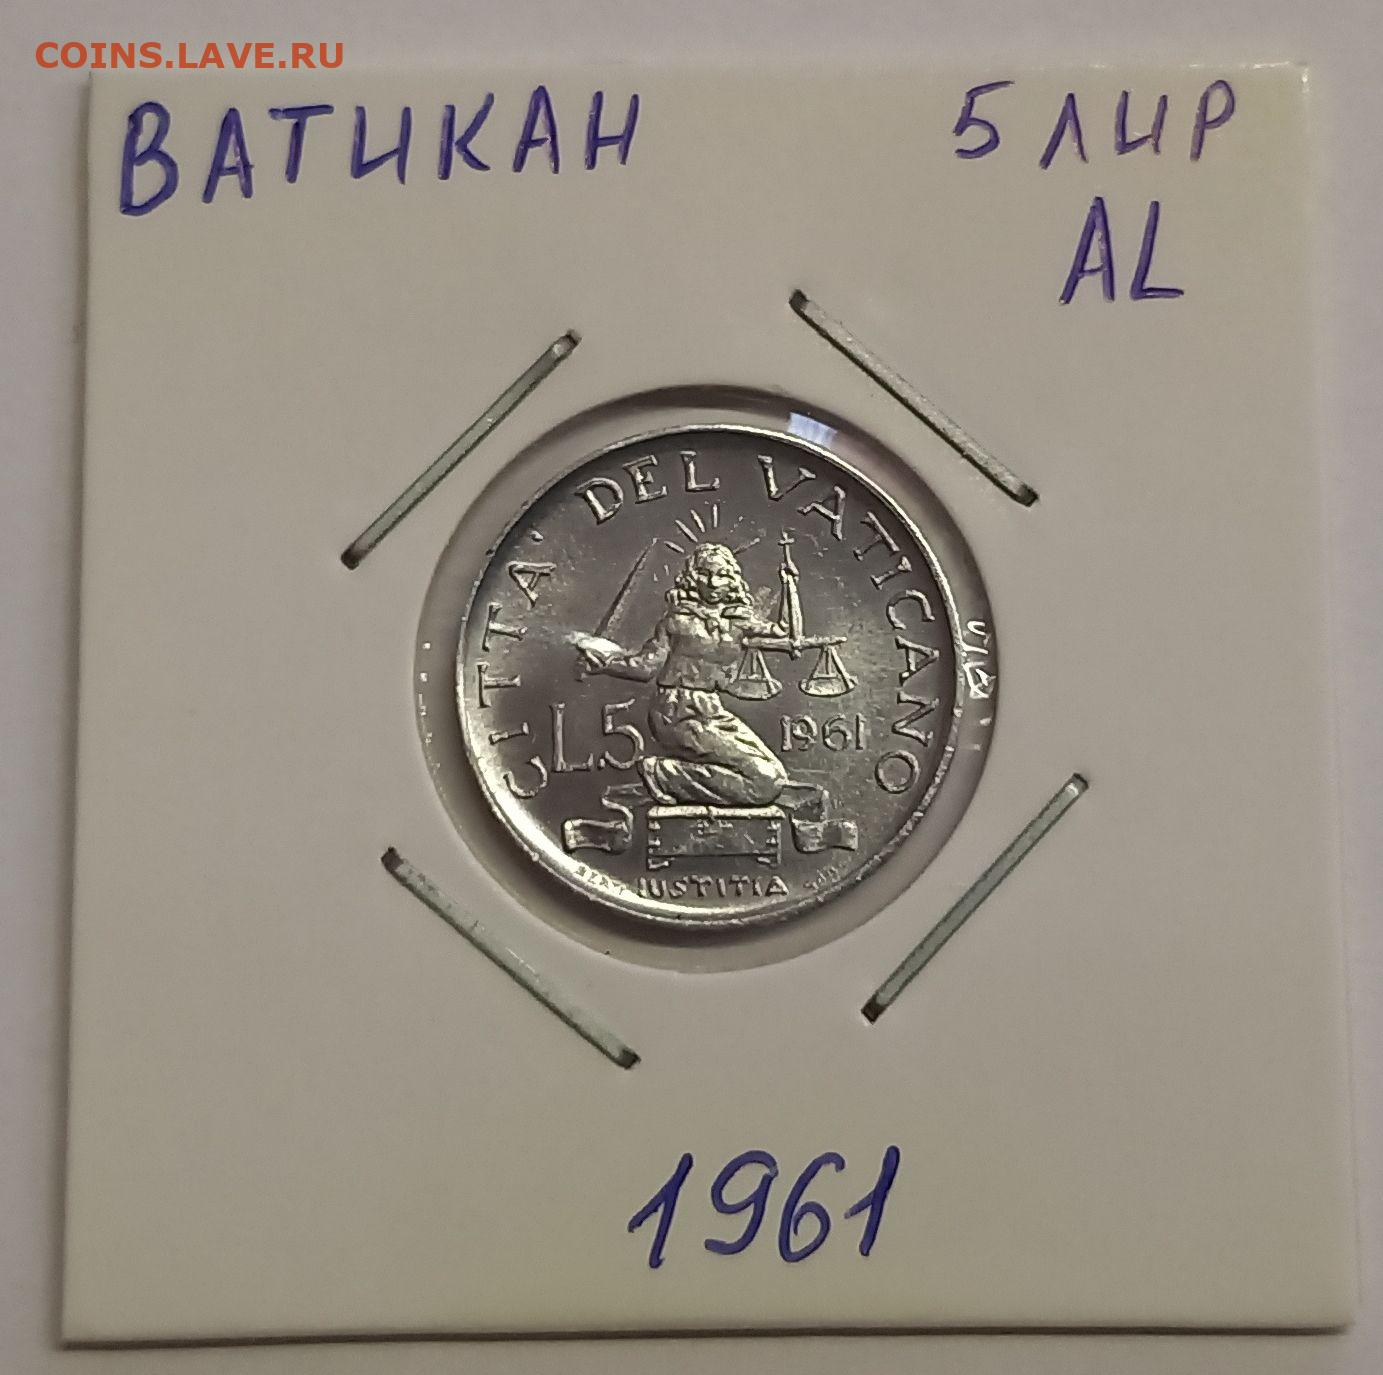 COINS.LAVE.RU
ВАТИКАН 5 ЛИР
AL
CITTA · DEL VATICANO
L.5 1961
IUSTITIA
1961